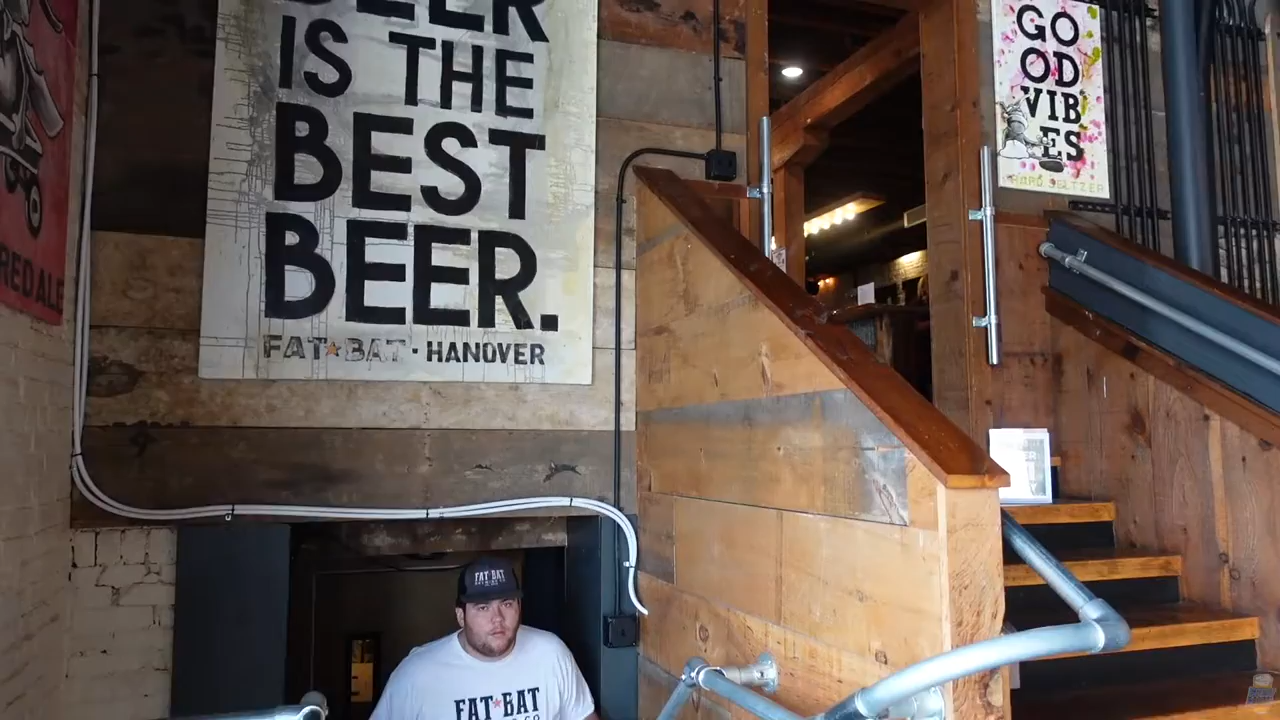 BEER
IS THE
BEST
BEER.
FAT★BAT · HANOVER
GO
OD
VIB
ES
HARD SELTZER
RED ALE
FAT BAT
FAT★BAT